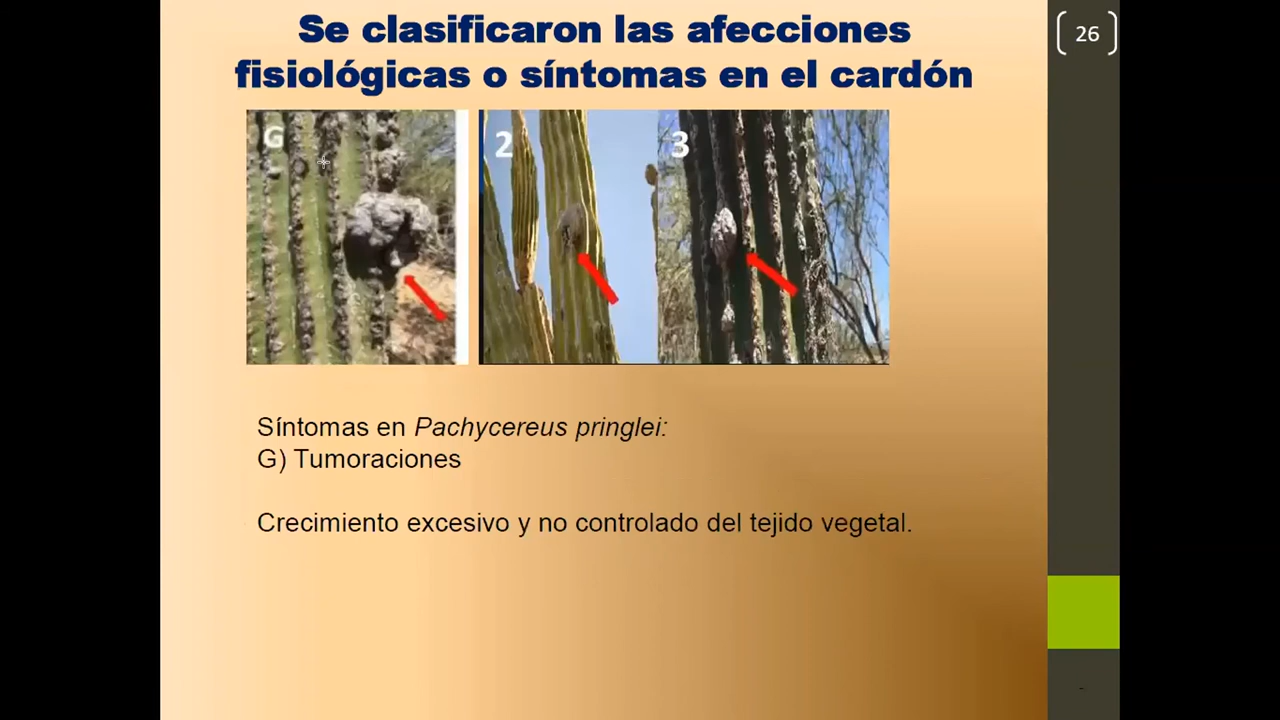 Se clasificaron las afecciones
fisiológicas o síntomas en el cardón
26
G
2
3
Síntomas en Pachycereus pringlei:
G) Tumoraciones
Crecimiento excesivo y no controlado del tejido vegetal.